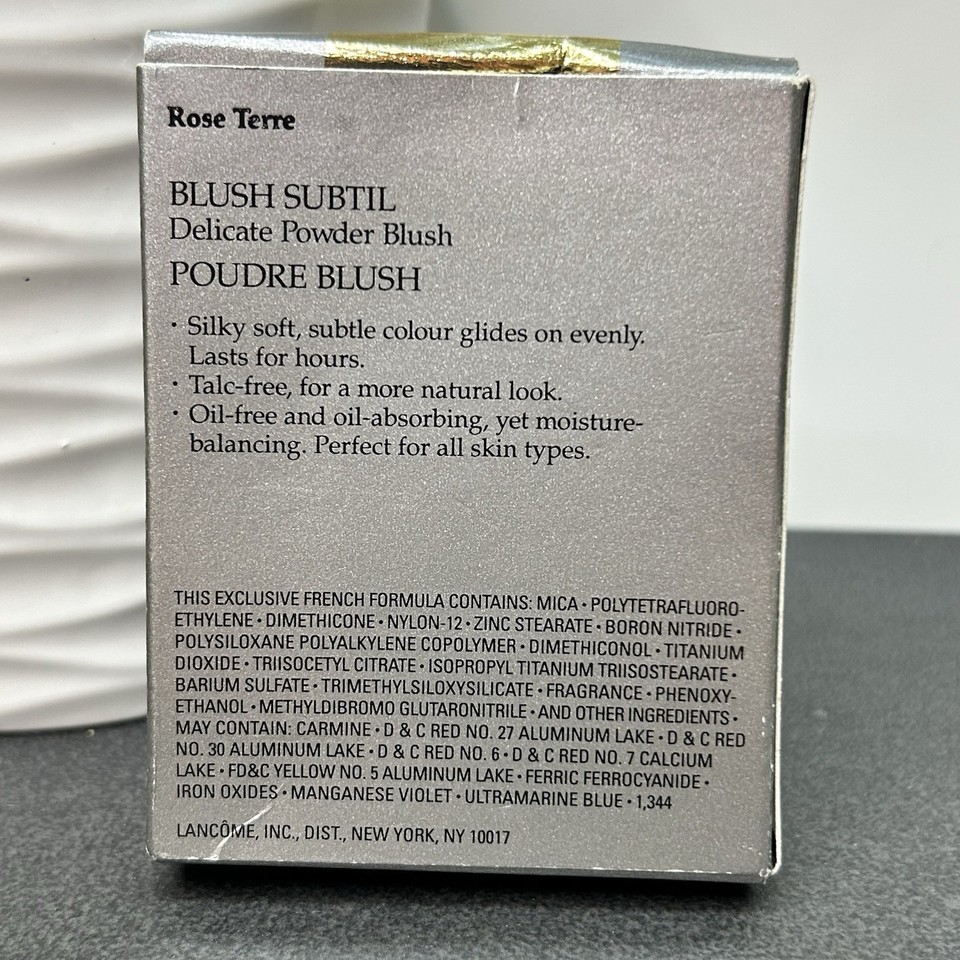 Rose Terre
BLUSH SUBTIL
Delicate Powder Blush
POUDRE BLUSH
· Silky soft, subtle colour glides on evenly.
Lasts for hours.
· Talc-free, for a more natural look.
· Oil-free and oil-absorbing, yet moisture-
balancing. Perfect for all skin types.
THIS EXCLUSIVE FRENCH FORMULA CONTAINS: MICA • POLYTETRAFLUORO-
ETHYLENE • DIMETHICONE • NYLON-12 • ZINC STEARATE • BORON NITRIDE •
POLYSILOXANE POLYALKYLENE COPOLYMER • DIMETHICONOL • TITANIUM
DIOXIDE • TRIISOCETYL CITRATE • ISOPROPYL TITANIUM TRIISOSTEARATE •
BARIUM SULFATE • TRIMETHYLSILOXYSILICATE • FRAGRANCE • PHENOXY-
ETHANOL • METHYLDIBROMO GLUTARONITRILE • AND OTHER INGREDIENTS •
MAY CONTAIN: CARMINE • D & C RED NO. 27 ALUMINUM LAKE • D & C RED
NO. 30 ALUMINUM LAKE • D & C RED NO. 6 • D & C RED NO. 7 CALCIUM
LAKE • FD&C YELLOW NO. 5 ALUMINUM LAKE • FERRIC FERROCYANIDE •
IRON OXIDES • MANGANESE VIOLET • ULTRAMARINE BLUE • 1,344
LANCÔME, INC., DIST., NEW YORK, NY 10017